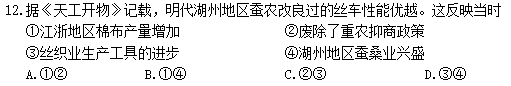 12.据《天工开物》记载，明代湖州地区蚕农改良过的丝车性能优越。这反映当时
①江浙地区棉布产量增加 ②废除了重农抑商政策
③丝织业生产工具的进步 ④湖州地区蚕桑业兴盛
A.①② B.①④ C.②③ D.③④